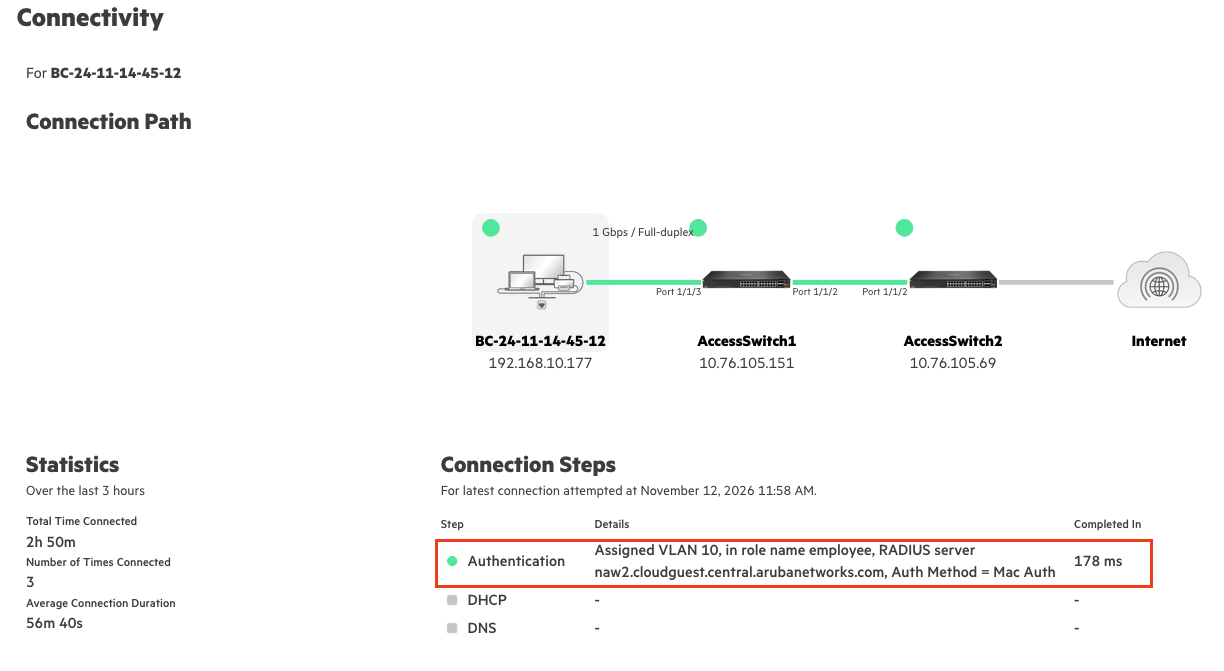 Connectivity
For BC-24-11-14-45-12
Connection Path
1 Gbps / Full-duplex
Port 1/1/3
Port 1/1/2
Port 1/1/2
BC-24-11-14-45-12
AccessSwitch1
AccessSwitch2
Internet
192.168.10.177
10.76.105.151
10.76.105.69
Statistics
Over the last 3 hours
Total Time Connected
2h 50m
Number of Times Connected
3
Average Connection Duration
56m 40s
Connection Steps
For latest connection attempted at November 12, 2026 11:58 AM.
Step Details Completed In
Authentication Assigned VLAN 10, in role name employee, RADIUS server
naw2.cloudguest.central.arubanetworks.com, Auth Method = Mac Auth 178 ms
DHCP - -
DNS - -